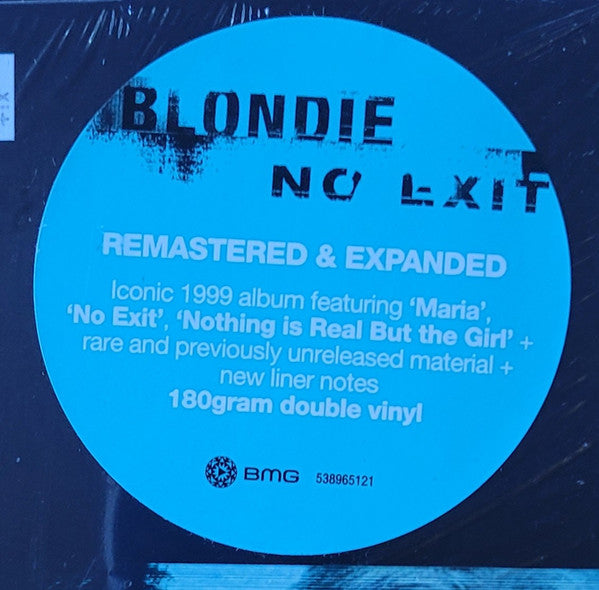 BLONDIE
NO EXIT
REMASTERED & EXPANDED
Iconic 1999 album featuring ‘Maria’,
‘No Exit’, ‘Nothing is Real But the Girl’ +
rare and previously unreleased material +
new liner notes
180gram double vinyl
BMG 538965121